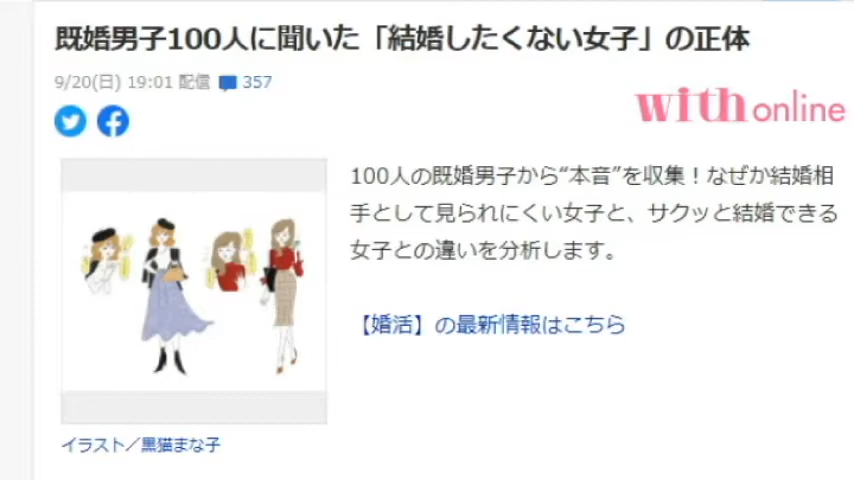 既婚男子100人に聞いた「結婚したくない女子」の正体
9/20(日) 19:01 配信 357
with online
100人の既婚男子から“本音”を収集！なぜか結婚相
手として見られにくい女子と、サクッと結婚できる
女子との違いを分析します。
【婚活】の最新情報はこちら
イラスト／黒猫まな子